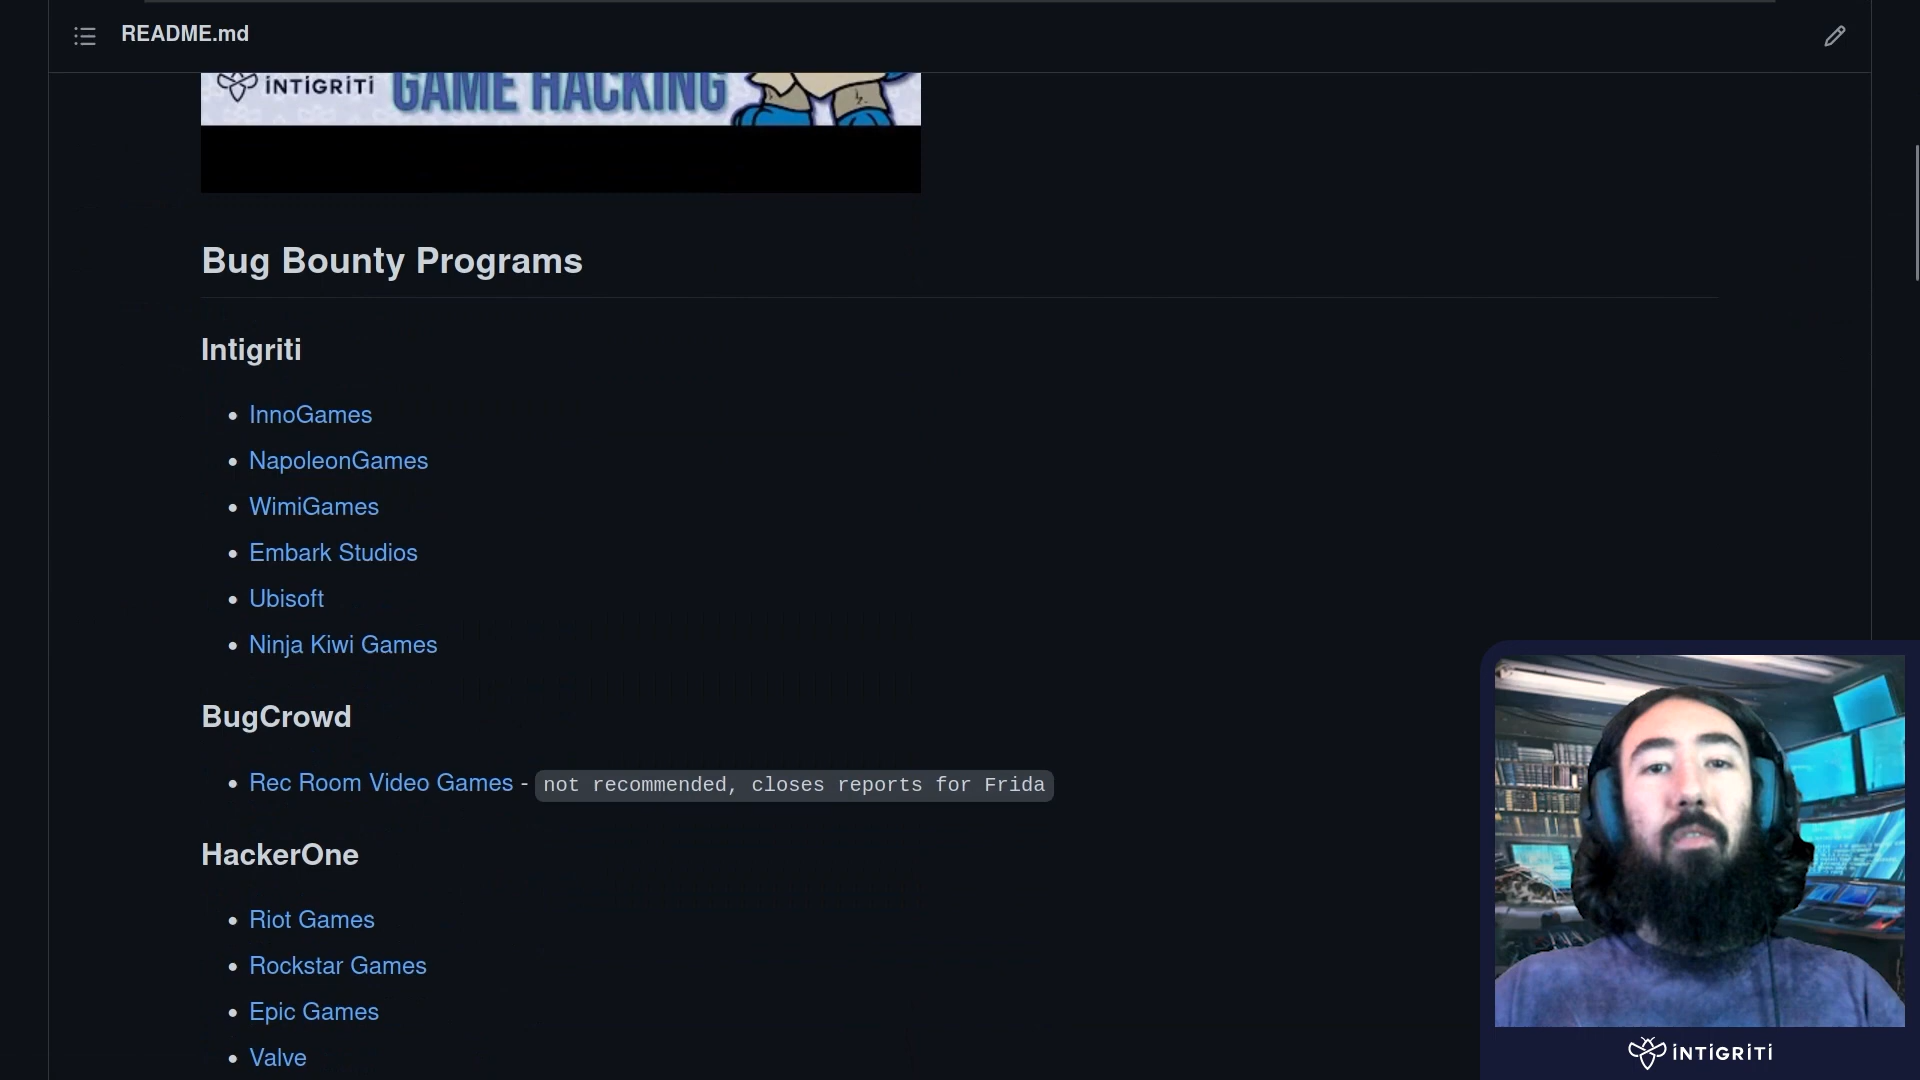 README.md
INTIGRITI GAME HACKING
Bug Bounty Programs
Intigriti
InnoGames
NapoleonGames
WimiGames
Embark Studios
Ubisoft
Ninja Kiwi Games
BugCrowd
Rec Room Video Games - not recommended, closes reports for Frida
HackerOne
Riot Games
Rockstar Games
Epic Games
Valve
INTIGRITI